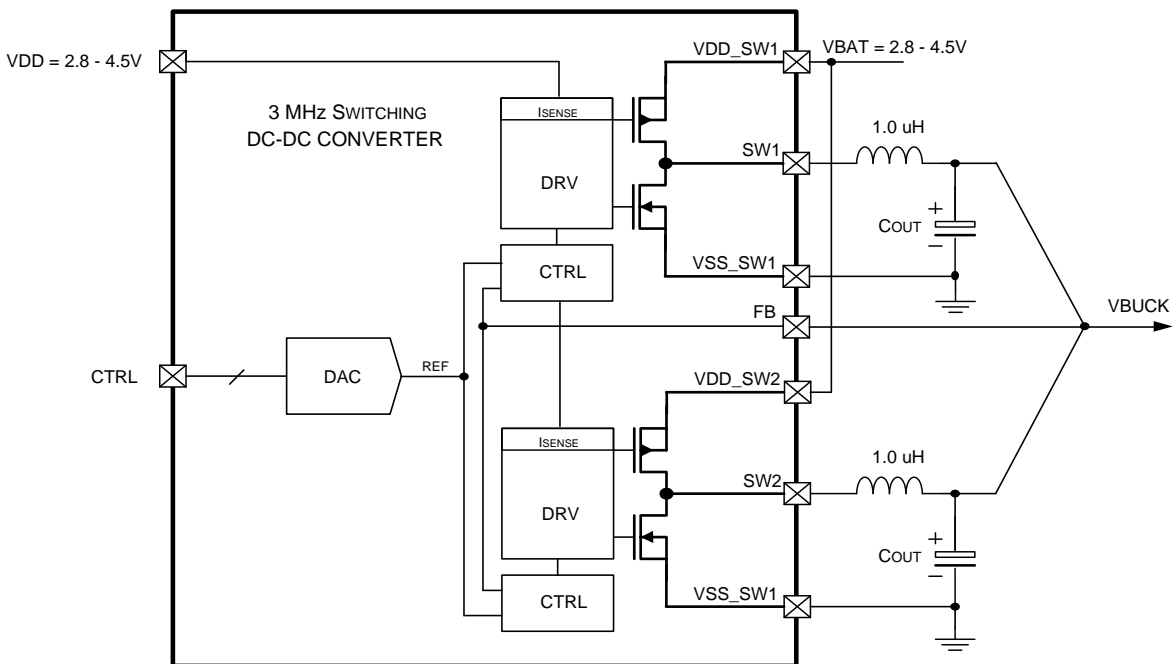 VDD = 2.8 - 4.5V
3 MHz SWITCHING
DC-DC CONVERTER
ISENSE
DRV
CTRL
VDD_SW1
VBAT = 2.8 - 4.5V
SW1
1.0 uH
+
COUT
−
VSS_SW1
FB
VBUCK
CTRL
DAC
REF
VDD_SW2
ISENSE
DRV
CTRL
SW2
1.0 uH
+
COUT
−
VSS_SW1